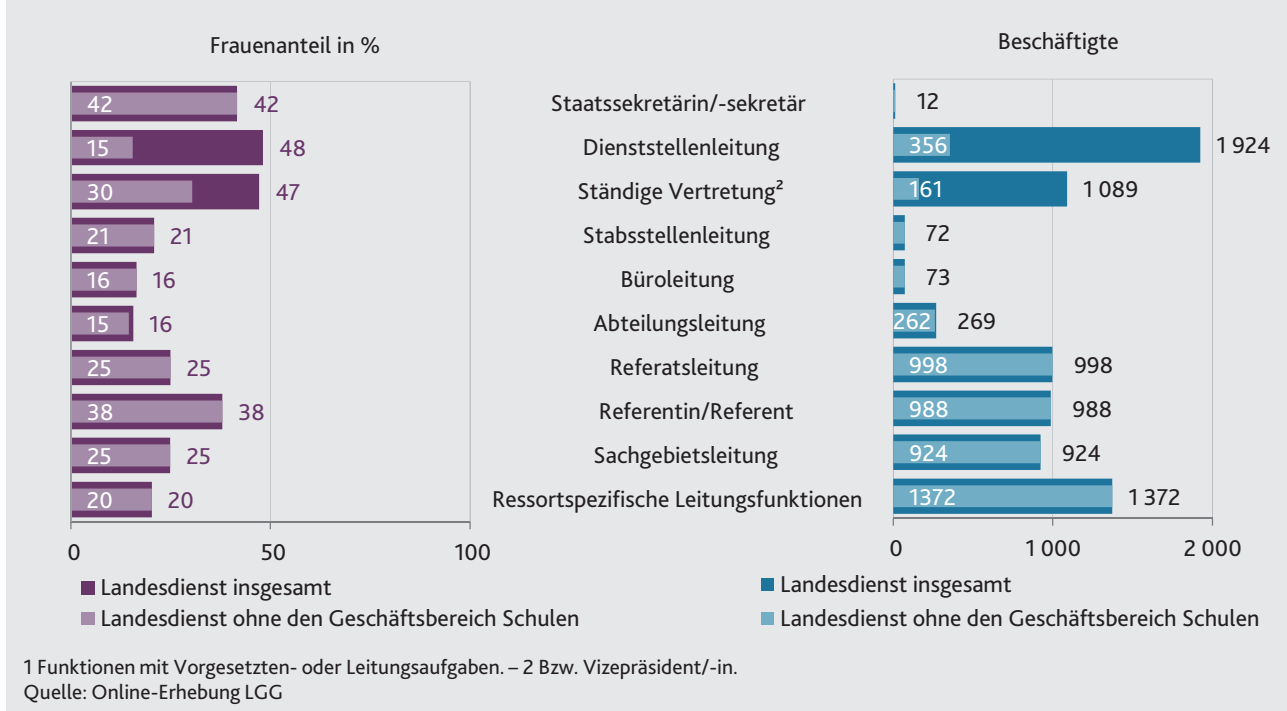 Frauenanteil in %
Beschäftigte
42 42 Staatssekretärin/-sekretär 12
15 48 Dienststellenleitung 356 1 924
30 47 Ständige Vertretung² 161 1 089
21 21 Stabsstellenleitung 72
16 16 Büroleitung 73
15 16 Abteilungsleitung 262 269
25 25 Referatsleitung 998 998
38 38 Referentin/Referent 988 988
25 25 Sachgebietsleitung 924 924
20 20 Ressortspezifische Leitungsfunktionen 1372 1 372
0 50 100 0 1 000 2 000
Landesdienst insgesamt
Landesdienst ohne den Geschäftsbereich Schulen
Landesdienst insgesamt
Landesdienst ohne den Geschäftsbereich Schulen
1 Funktionen mit Vorgesetzten- oder Leitungsaufgaben. – 2 Bzw. Vizepräsident/-in.
Quelle: Online-Erhebung LGG